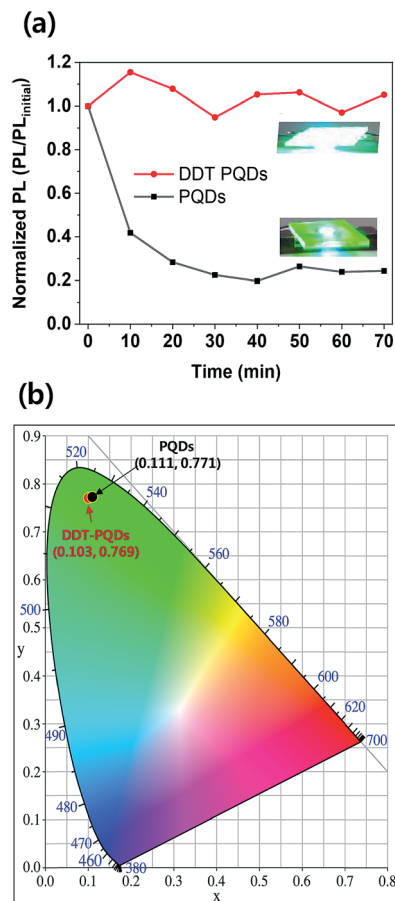 (a)
Normalized PL (PL/PLinitial)
1.2
1.0
0.8
0.6
0.4
0.2
0.0
DDT PQDs
PQDs
0 10 20 30 40 50 60 70
Time (min)
(b)
0.9
0.8
0.7
0.6
0.5
y
0.4
0.3
0.2
0.1
0.0
520
540
560
580
600
620
700
500
490
480
470
460
380
PQDs
(0.111, 0.771)
DDT-PQDs
(0.103, 0.769)
0.0 0.1 0.2 0.3 0.4 0.5 0.6 0.7 0.8
x